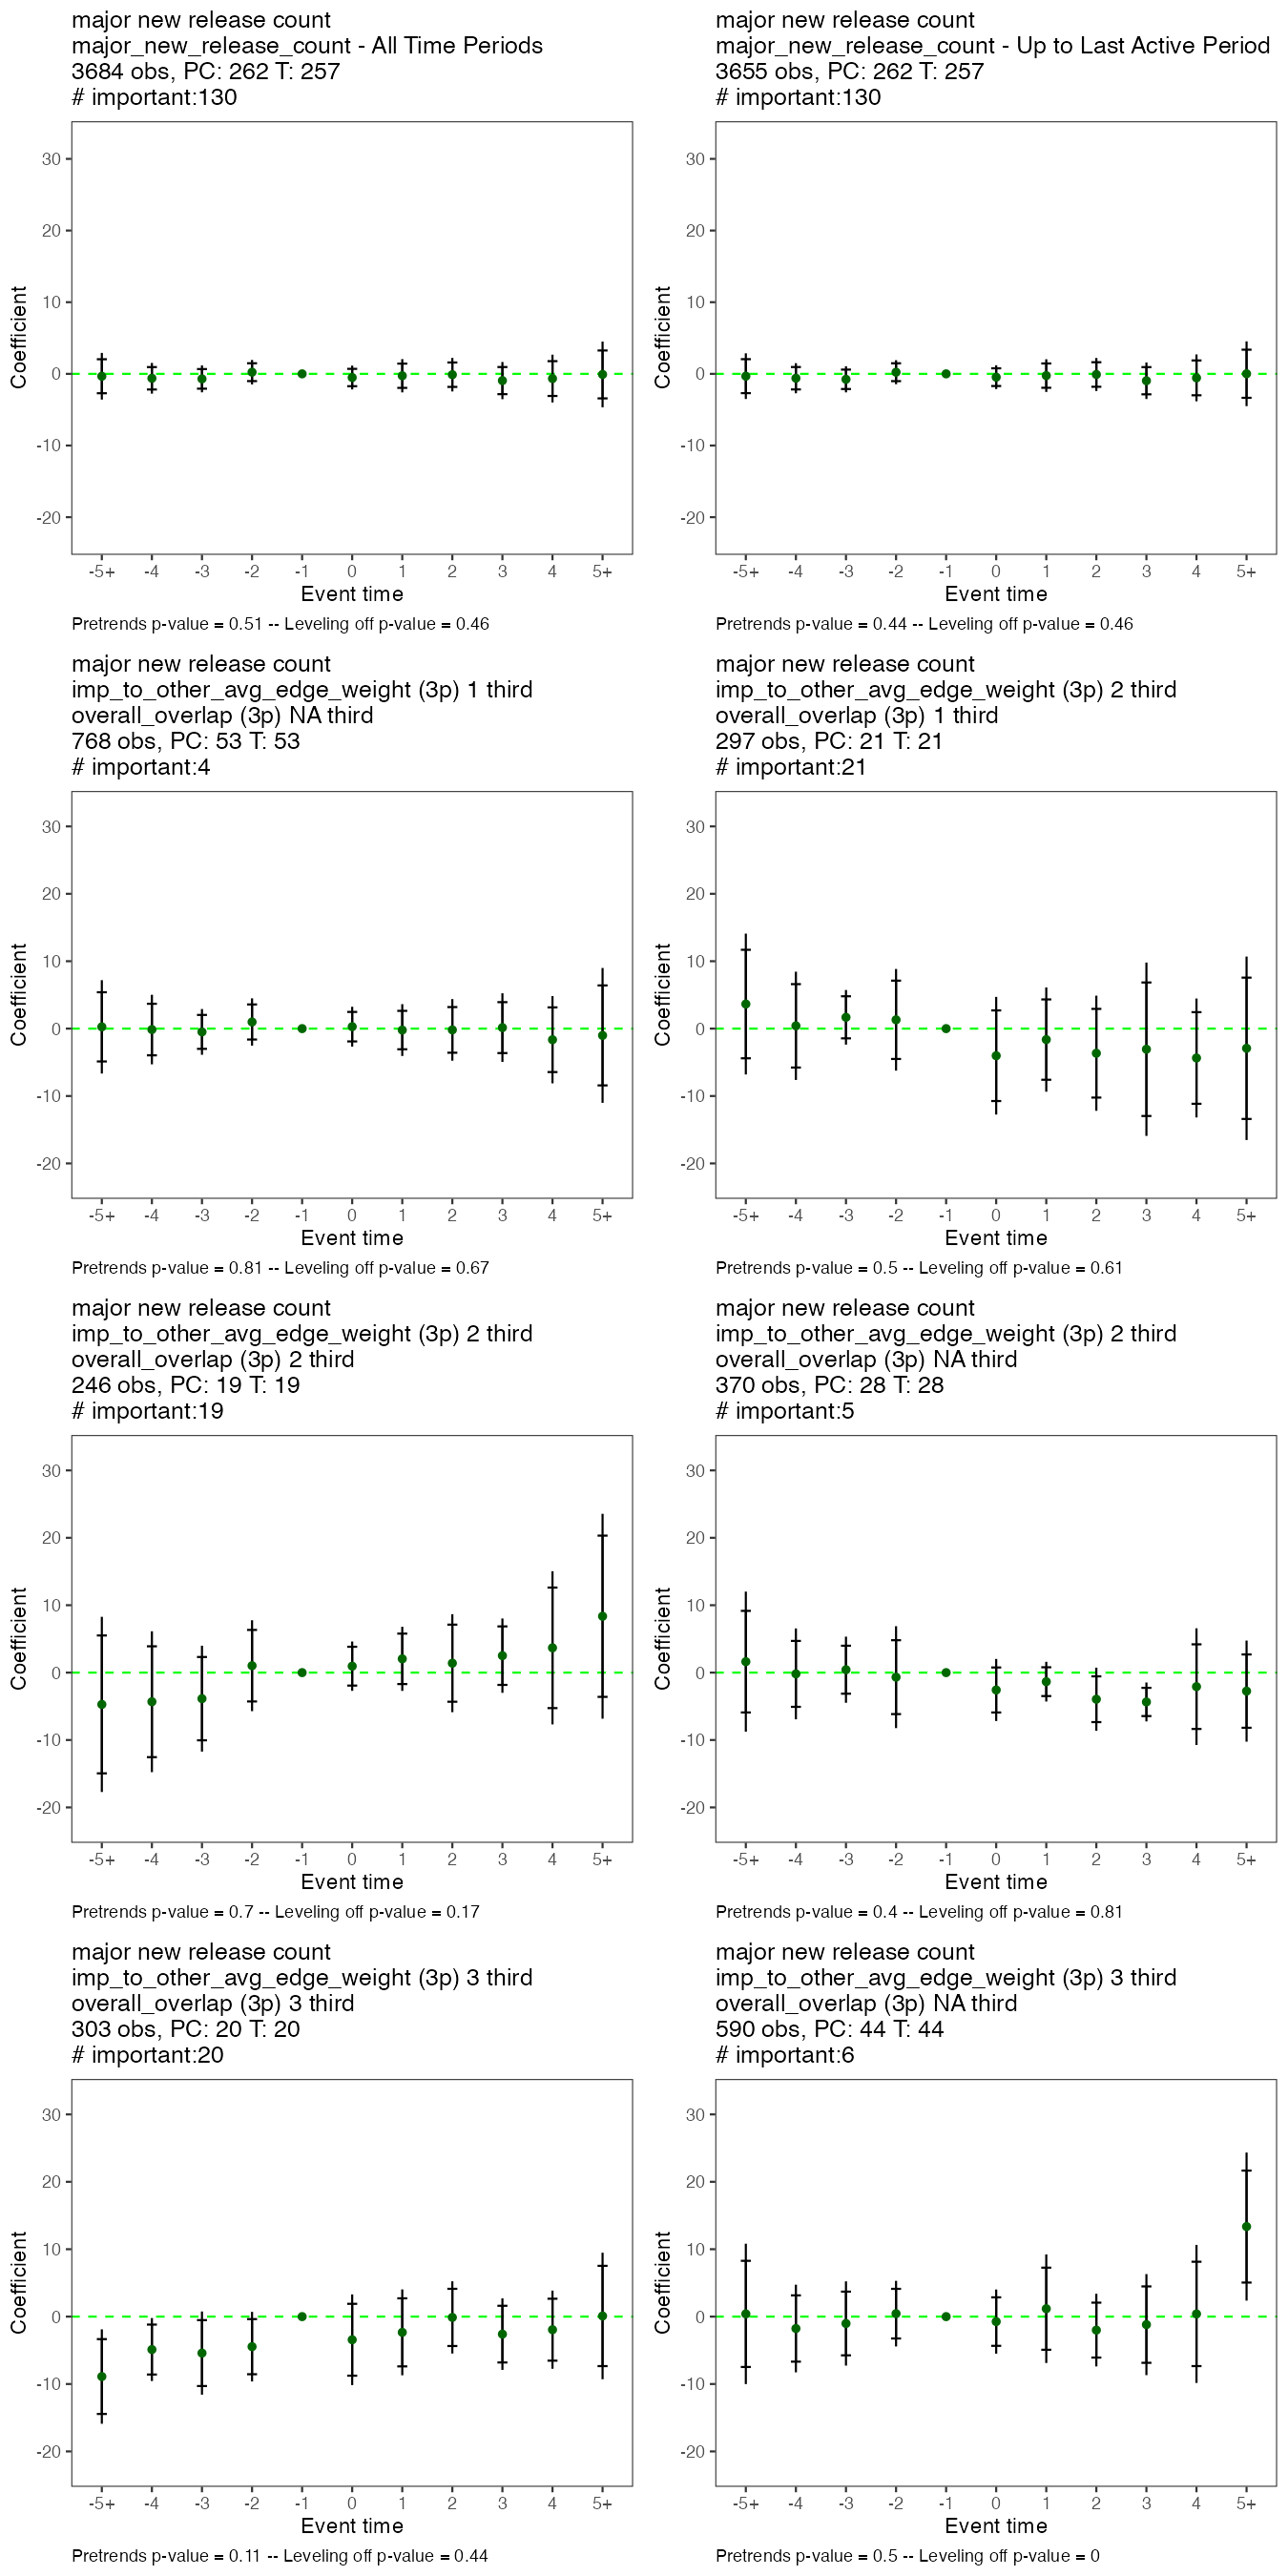 major new release count
major_new_release_count - All Time Periods
3684 obs, PC: 262 T: 257
# important:130
30
20
10
0
-10
-20
Coefficient
-5+ -4 -3 -2 -1 0 1 2 3 4 5+
Event time
Pretrends p-value = 0.51 -- Leveling off p-value = 0.46
major new release count
major_new_release_count - Up to Last Active Period
3655 obs, PC: 262 T: 257
# important:130
30
20
10
0
-10
-20
Coefficient
-5+ -4 -3 -2 -1 0 1 2 3 4 5+
Event time
Pretrends p-value = 0.44 -- Leveling off p-value = 0.46
major new release count
imp_to_other_avg_edge_weight (3p) 1 third
overall_overlap (3p) NA third
768 obs, PC: 53 T: 53
# important:4
30
20
10
0
-10
-20
Coefficient
-5+ -4 -3 -2 -1 0 1 2 3 4 5+
Event time
Pretrends p-value = 0.81 -- Leveling off p-value = 0.67
major new release count
imp_to_other_avg_edge_weight (3p) 2 third
overall_overlap (3p) 1 third
297 obs, PC: 21 T: 21
# important:21
30
20
10
0
-10
-20
Coefficient
-5+ -4 -3 -2 -1 0 1 2 3 4 5+
Event time
Pretrends p-value = 0.5 -- Leveling off p-value = 0.61
major new release count
imp_to_other_avg_edge_weight (3p) 2 third
overall_overlap (3p) 2 third
246 obs, PC: 19 T: 19
# important:19
30
20
10
0
-10
-20
Coefficient
-5+ -4 -3 -2 -1 0 1 2 3 4 5+
Event time
Pretrends p-value = 0.7 -- Leveling off p-value = 0.17
major new release count
imp_to_other_avg_edge_weight (3p) 2 third
overall_overlap (3p) NA third
370 obs, PC: 28 T: 28
# important:5
30
20
10
0
-10
-20
Coefficient
-5+ -4 -3 -2 -1 0 1 2 3 4 5+
Event time
Pretrends p-value = 0.4 -- Leveling off p-value = 0.81
major new release count
imp_to_other_avg_edge_weight (3p) 3 third
overall_overlap (3p) 3 third
303 obs, PC: 20 T: 20
# important:20
30
20
10
0
-10
-20
Coefficient
-5+ -4 -3 -2 -1 0 1 2 3 4 5+
Event time
Pretrends p-value = 0.11 -- Leveling off p-value = 0.44
major new release count
imp_to_other_avg_edge_weight (3p) 3 third
overall_overlap (3p) NA third
590 obs, PC: 44 T: 44
# important:6
30
20
10
0
-10
-20
Coefficient
-5+ -4 -3 -2 -1 0 1 2 3 4 5+
Event time
Pretrends p-value = 0.5 -- Leveling off p-value = 0